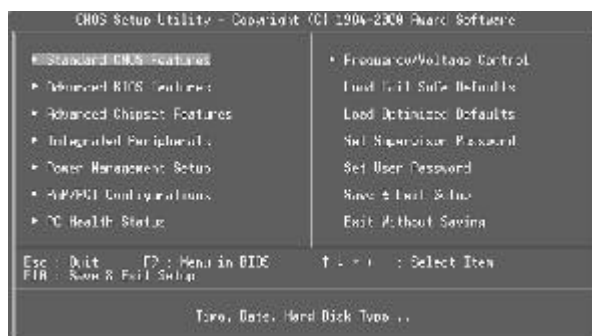 CMOS Setup Utility - Copyright (C) 1984-2000 Award Software
Standard CMOS Features
Advanced BIOS Features
Advanced Chipset Features
Integrated Peripherals
Power Management Setup
PnP/PCI Configurations
PC Health Status
Frequency/Voltage Control
Load Fail Safe Defaults
Load Optimized Defaults
Set Supervisor Password
Set User Password
Save & Exit Setup
Exit Without Saving
Esc : Quit : Menu in BIOS ↑ ↓ → ← : Select Item
F10 : Save & Exit Setup
Time, Date, Hard Disk Type ..